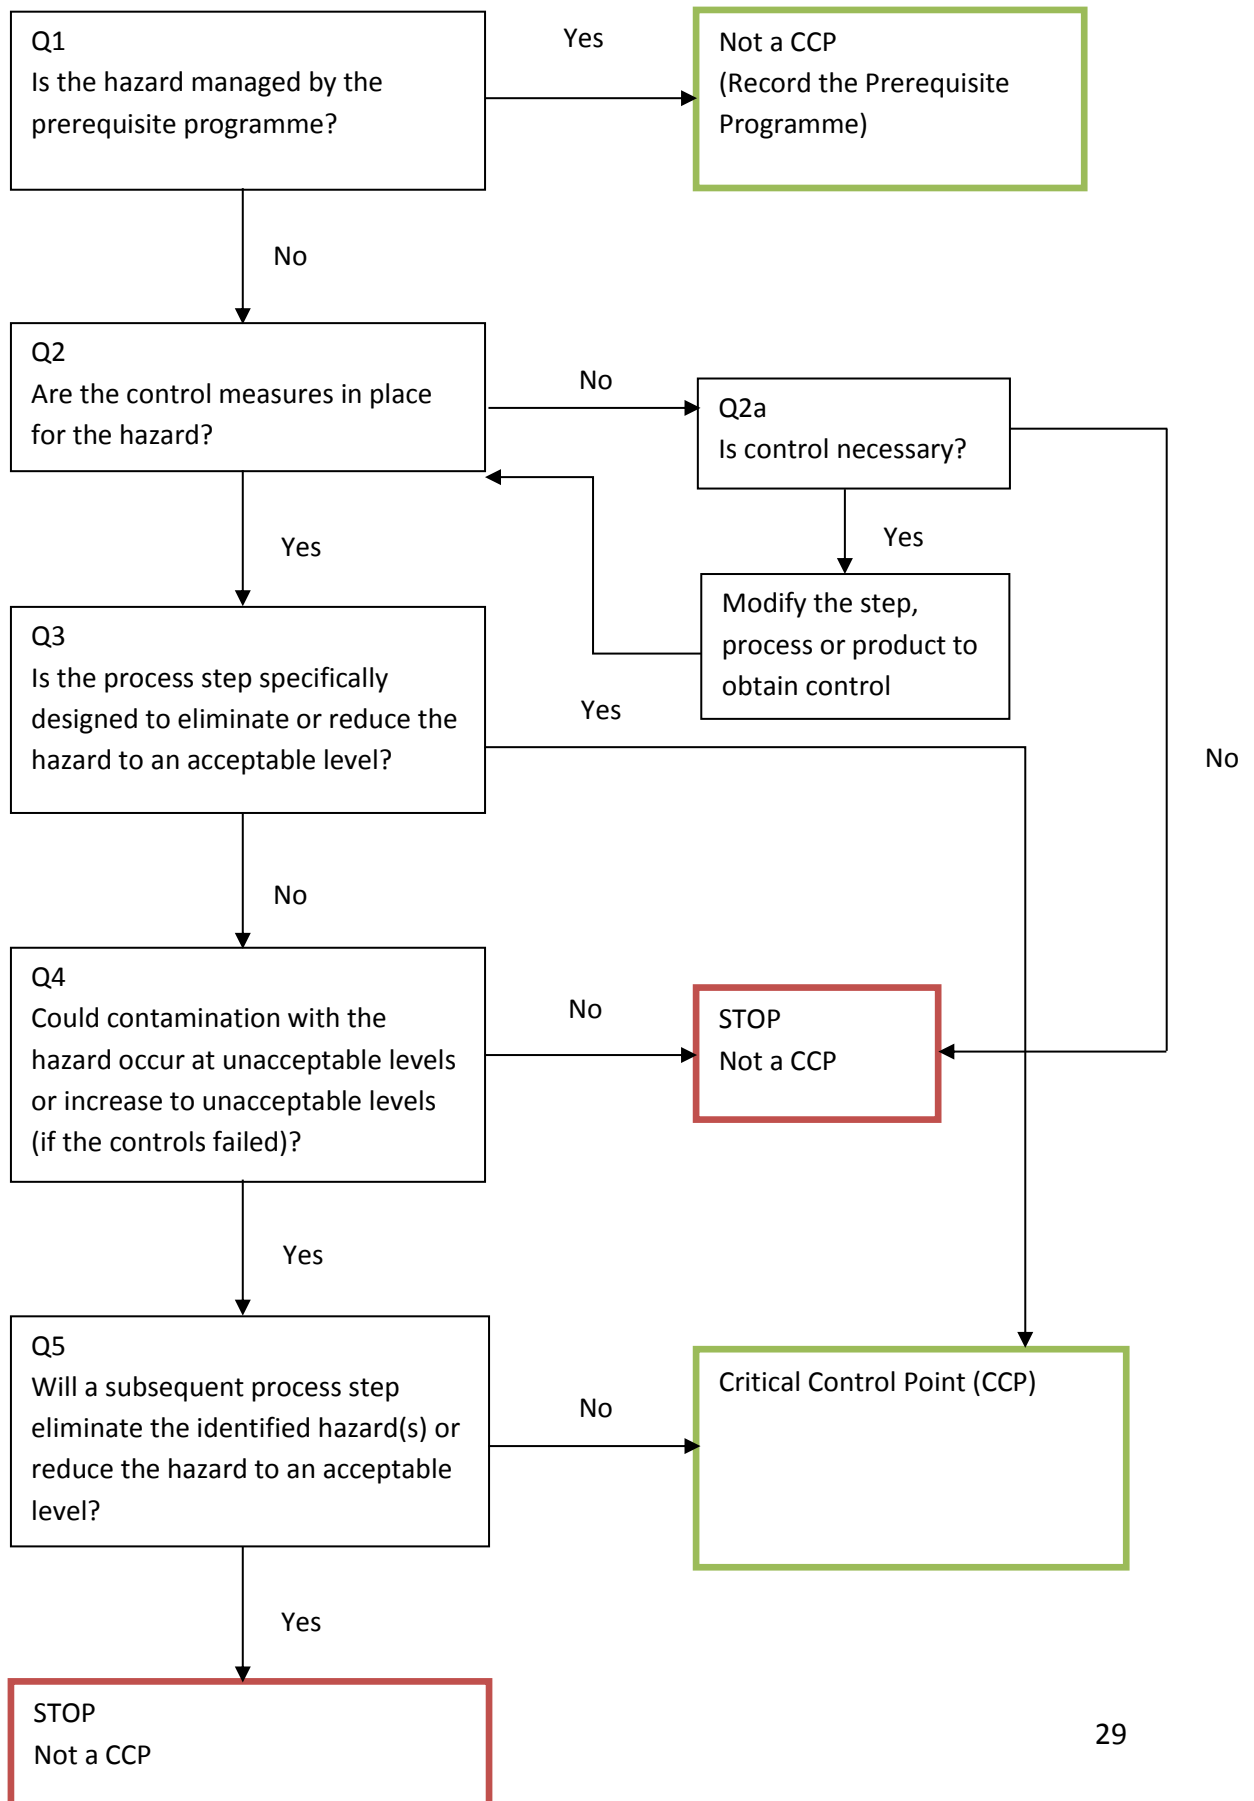 Q1
Is the hazard managed by the
prerequisite programme?
Yes
Not a CCP
(Record the Prerequisite
Programme)
No
Q2
Are the control measures in place
for the hazard?
No
Q2a
Is control necessary?
Yes
Yes
Modify the step,
process or product to
obtain control
Q3
Is the process step specifically
designed to eliminate or reduce the
hazard to an acceptable level?
Yes
No
No
Q4
Could contamination with the
hazard occur at unacceptable levels
or increase to unacceptable levels
(if the controls failed)?
No
STOP
Not a CCP
Yes
Q5
Will a subsequent process step
eliminate the identified hazard(s) or
reduce the hazard to an acceptable
level?
No
Critical Control Point (CCP)
Yes
STOP
Not a CCP
29